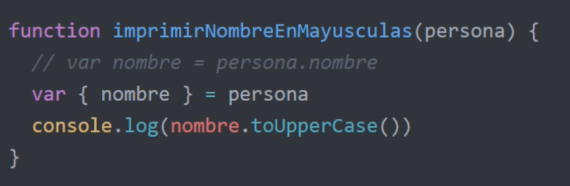 function imprimirNombreEnMayusculas(persona) {
// var nombre = persona.nombre
var { nombre } = persona
console.log(nombre.toUpperCase())
}